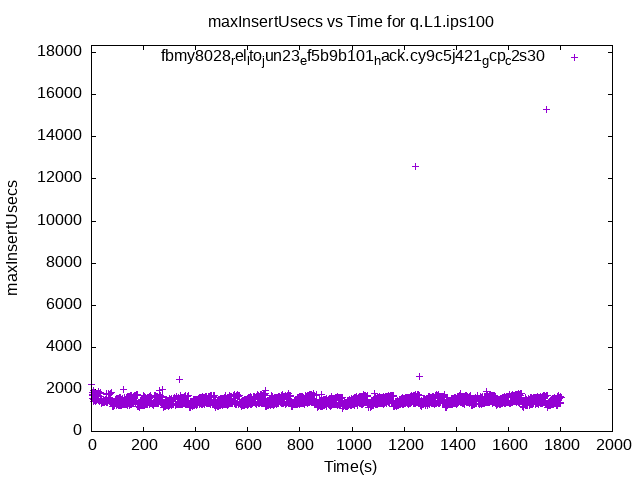 maxInsertUsecs vs Time for q.L1.ips100
fbmy8028rel_ltojun23ef5b9b101hack.cy9c5j421gcpc2s30
18000
16000
14000
12000
10000
8000
6000
4000
2000
0
maxInsertUsecs
0 200 400 600 800 1000 1200 1400 1600 1800 2000
Time(s)